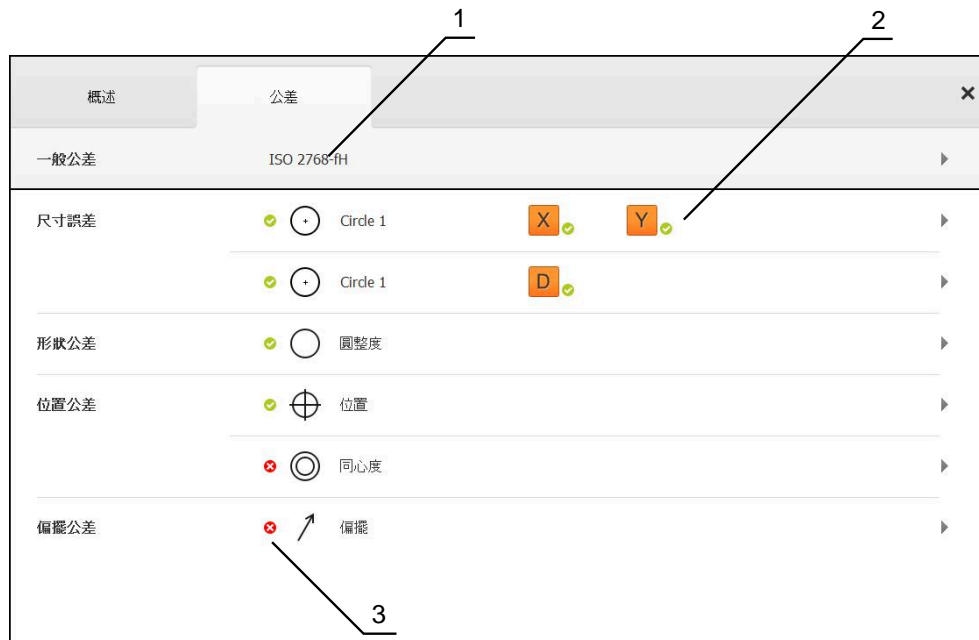 1
2
概述 公差
一般公差 ISO 2768-fH
尺寸誤差 Circle 1 X Y
Circle 1 D
形狀公差 圓整度
位置公差 位置
同心度
偏擺公差 偏擺
3